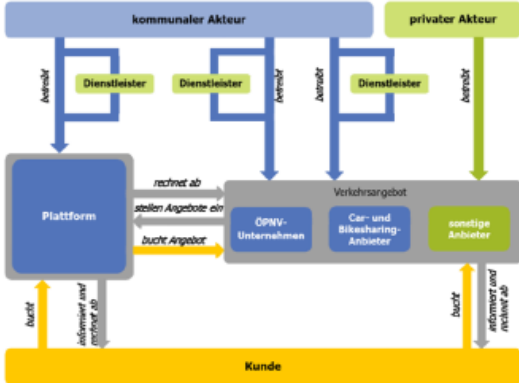 kommunaler Akteur
privater Akteur
betreibt
Dienstleister
Dienstleister
betreibt
betreibt
Dienstleister
betreibt
Plattform
rechnet ab
stellen Angebote ein
bucht Angebot
Verkehrsangebot
ÖPNV-
Unternehmen
Car- und
Bikesharing-
Anbieter
sonstige
Anbieter
bucht
informiert und
rechnet ab
bucht
informiert und
rechnet ab
Kunde